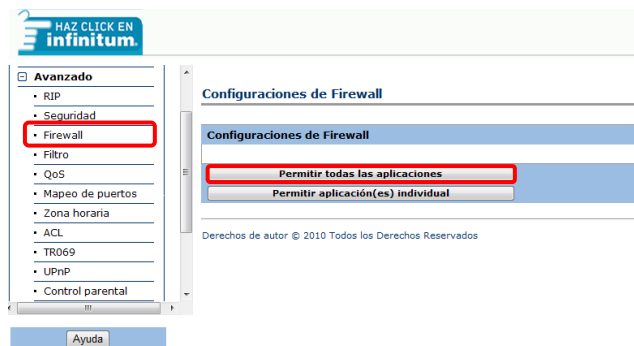 HAZ CLICK EN
infinitum.
Avanzado
RIP
Seguridad
Firewall
Filtro
QoS
Mapeo de puertos
Zona horaria
ACL
TR069
UPnP
Control parental
Ayuda
Configuraciones de Firewall
Configuraciones de Firewall
Permitir todas las aplicaciones
Permitir aplicación(es) individual
Derechos de autor © 2010 Todos los Derechos Reservados